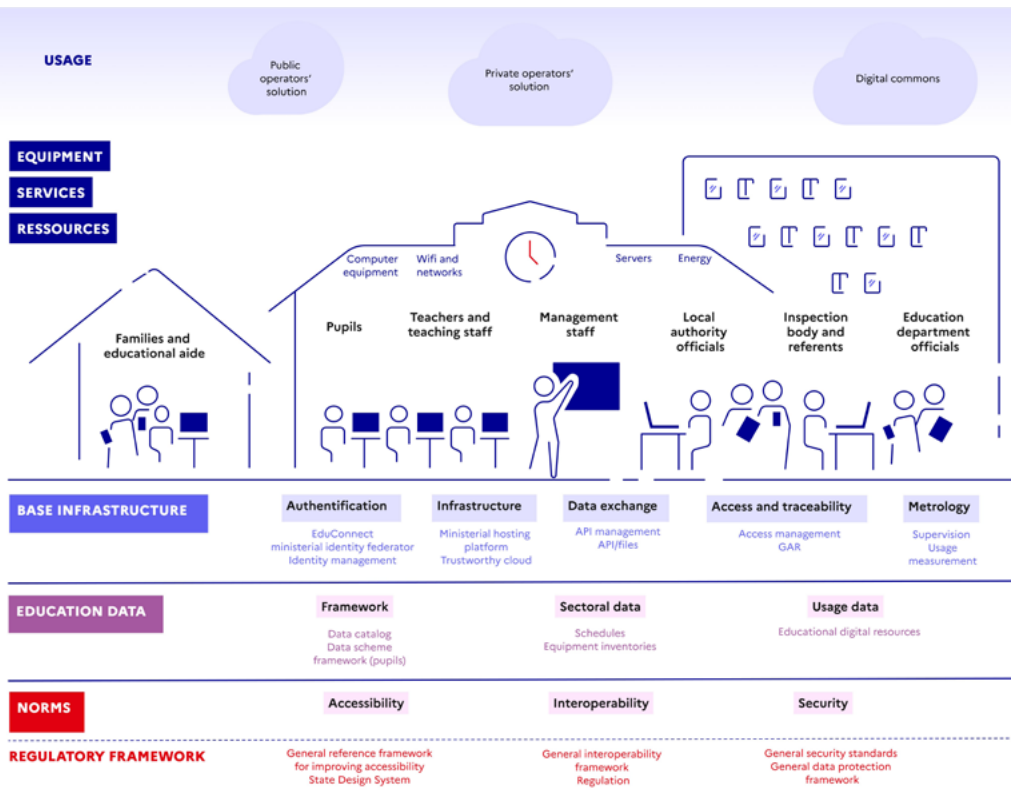 USAGE
Public
operators'
solution
Private operators'
solution
Digital commons
EQUIPMENT
SERVICES
RESSOURCES
Computer
equipment
Wifi and
networks
Servers
Energy
Families and
educational aide
Pupils
Teachers and
teaching staff
Management
staff
Local
authority
officials
Inspection
body and
referents
Education
department
officials
BASE INFRASTRUCTURE
Authentification
EduConnect
ministerial identity federator
Identity management
Infrastructure
Ministerial hosting
platform
Trustworthy cloud
Data exchange
API management
API/files
Access and traceability
Access management
GAR
Metrology
Supervision
Usage
measurement
EDUCATION DATA
Framework
Data catalog
Data scheme
framework (pupils)
Sectoral data
Schedules
Equipment inventories
Usage data
Educational digital resources
NORMS
Accessibility
Interoperability
Security
REGULATORY FRAMEWORK
General reference framework
for improving accessibility
State Design System
General interoperability
framework
Regulation
General security standards
General data protection
framework